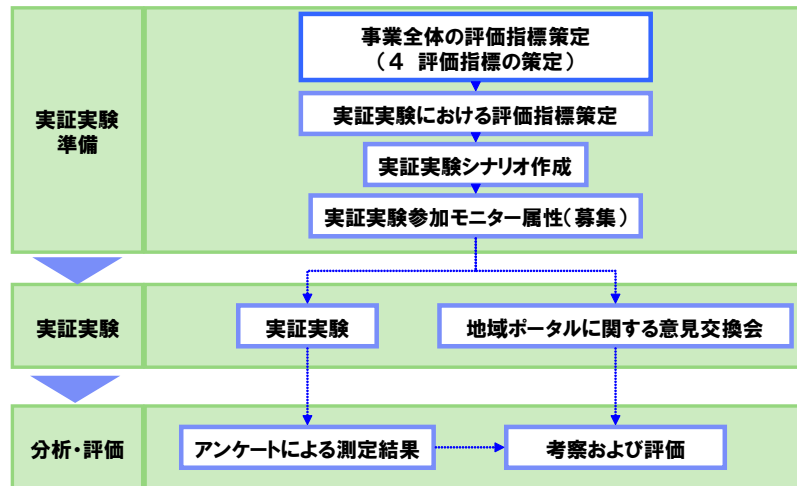 事業全体の評価指標策定
(4 評価指標の策定)
実証実験における評価指標策定
実証実験
準備
実証実験シナリオ作成
実証実験参加モニター属性(募集)
実証実験
実証実験
地域ポータルに関する意見交換会
分析・評価
アンケートによる測定結果
考察および評価